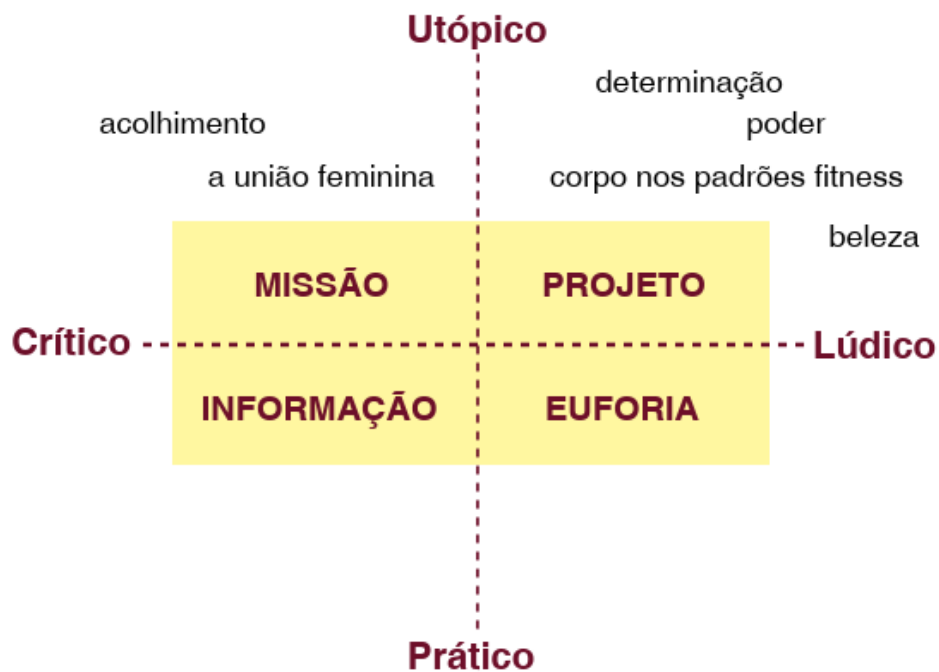 Utópico
determinação
acolhimento
poder
a união feminina
corpo nos padrões fitness
beleza
MISSÃO
PROJETO
Crítico
Lúdico
INFORMAÇÃO
EUFORIA
Prático